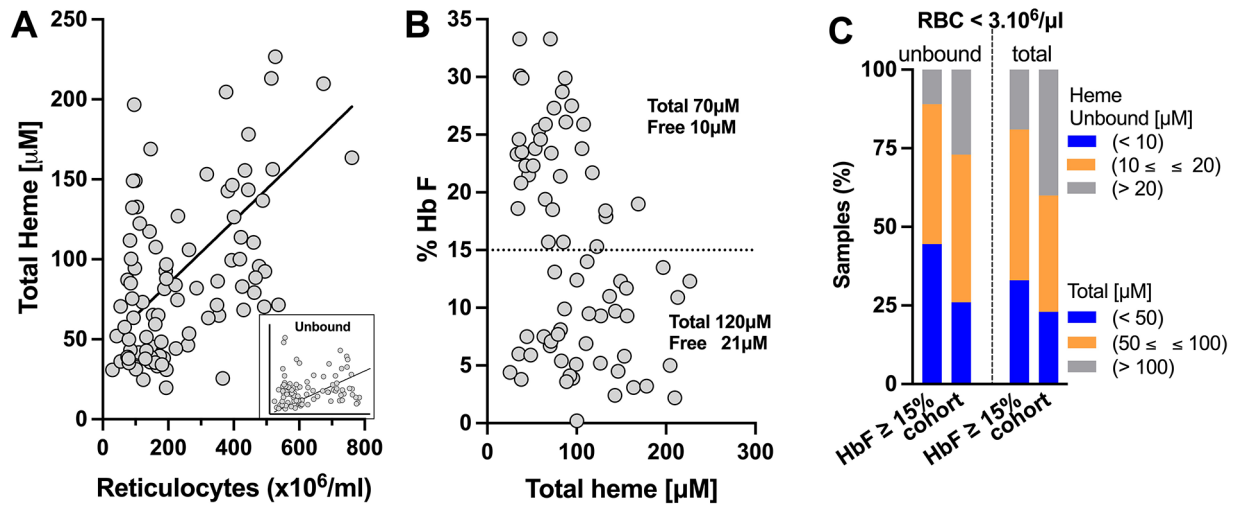 A
Total Heme [μM]
250
200
150
100
50
0
0 200 400 600 800
Reticulocytes (x10⁶/ml)
Unbound
B
% Hb F
35
30
25
20
15
10
5
0
0 100 200 300
Total heme [μM]
Total 70μM
Free 10μM
Total 120μM
Free 21μM
C
RBC < 3.10⁶/μl
unbound total
Samples (%)
100
75
50
25
0
HbF ≥ 15%
cohort
HbF ≥ 15%
cohort
Heme
Unbound [μM]
(< 10)
(10 ≤ ≤ 20)
(> 20)
Total [μM]
(< 50)
(50 ≤ ≤ 100)
(> 100)